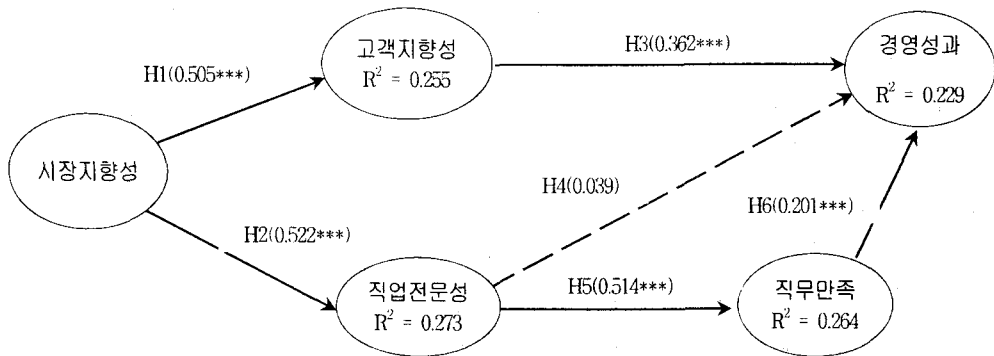 고객지향성
R² = 0.255
H3(0.362***)
경영성과
R² = 0.229
H1(0.505***)
시장지향성
H4(0.039)
H6(0.201***)
H2(0.522***)
직업전문성
R² = 0.273
H5(0.514***)
직무만족
R² = 0.264